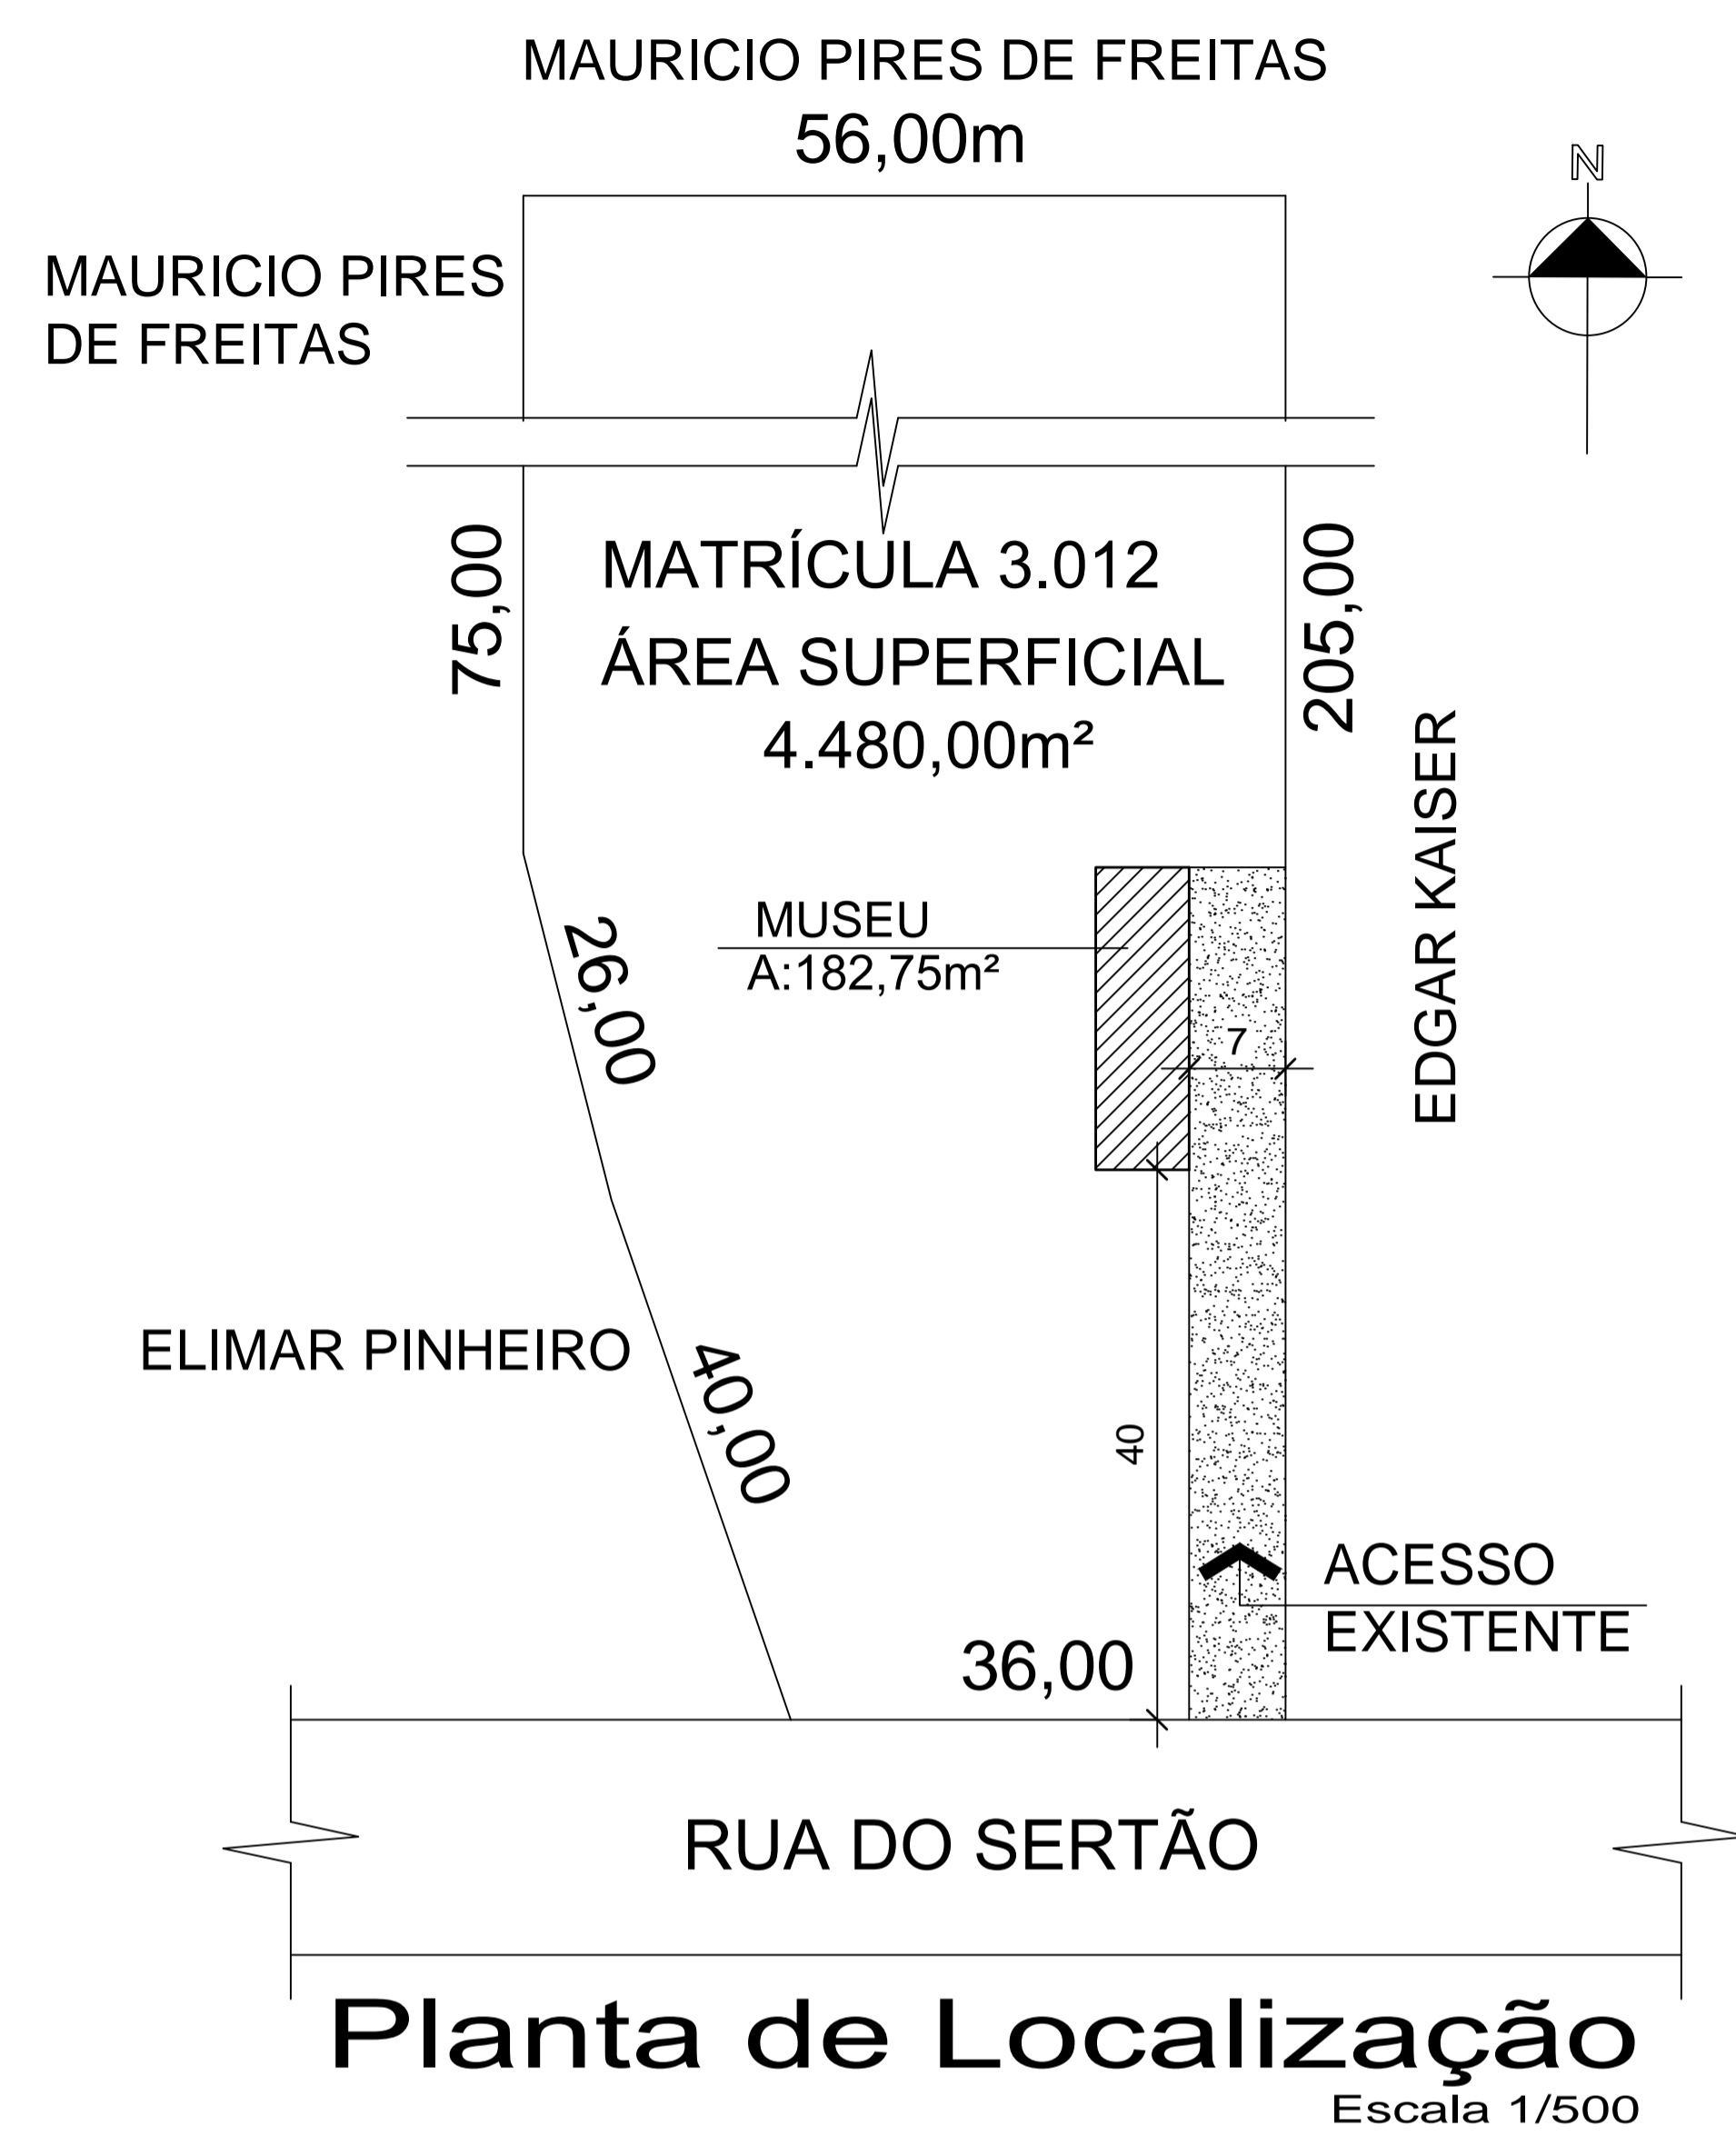 MAURICIO PIRES DE FREITAS
56,00m
N
MAURICIO PIRES
DE FREITAS
75,00
MATRÍCULA 3.012
ÁREA SUPERFICIAL
4.480,00m²
205,00
EDGAR KAISER
26,00
MUSEU
A:182,75m²
7
ELIMAR PINHEIRO
40,00
40
ACESSO
EXISTENTE
36,00
RUA DO SERTÃO
Planta de Localização
Escala 1/500